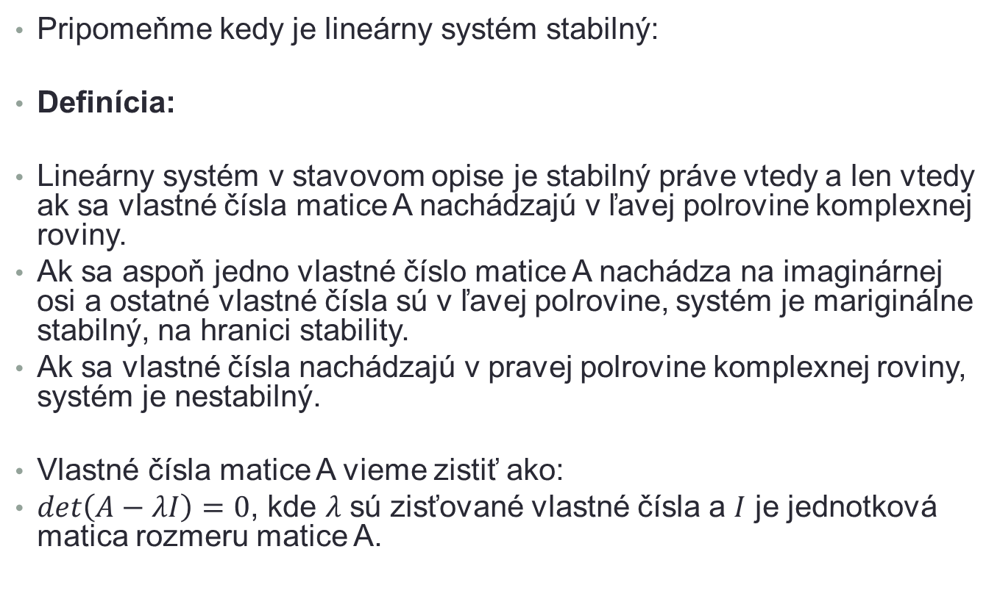 • Pripomeňme kedy je lineárny systém stabilný:
• Definícia:
• Lineárny systém v stavovom opise je stabilný práve vtedy a len vtedy
ak sa vlastné čísla matice A nachádzajú v ľavej polrovine komplexnej
roviny.
• Ak sa aspoň jedno vlastné číslo matice A nachádza na imaginárnej
osi a ostatné vlastné čísla sú v ľavej polrovine, systém je mariginálne
stabilný, na hranici stability.
• Ak sa vlastné čísla nachádzajú v pravej polrovine komplexnej roviny,
systém je nestabilný.
• Vlastné čísla matice A vieme zistiť ako:
• 𝑑𝑒𝑡(𝐴 − 𝜆𝐼) = 0, kde 𝜆 sú zisťované vlastné čísla a 𝐼 je jednotková
matica rozmeru matice A.